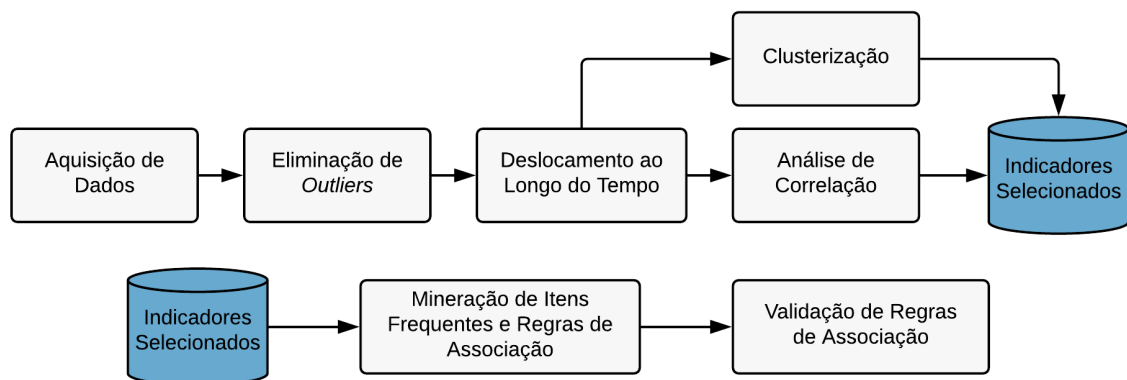 Clusterização
Aquisição de
Dados
Eliminação de
Outliers
Deslocamento ao
Longo do Tempo
Análise de
Correlação
Indicadores
Selecionados
Indicadores
Selecionados
Mineração de Itens
Frequentes e Regras de
Associação
Validação de Regras
de Associação